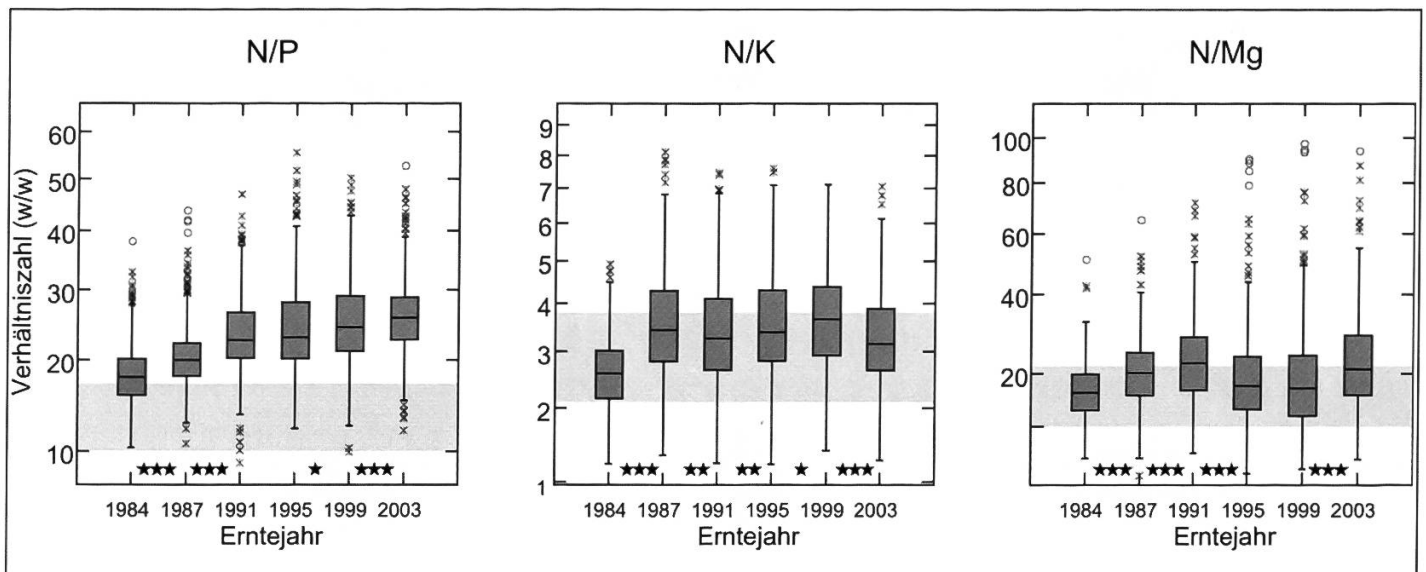 N/P
N/K
N/Mg
Verhältniszahl (w/w)
60
50
40
30
20
10
★★★ ★★★ ★ ★★★
1984 1987 1991 1995 1999 2003
Erntejahr
9
8
7
6
5
4
3
2
1
★★★ ★★ ★★ ★ ★★★
1984 1987 1991 1995 1999 2003
Erntejahr
100
80
60
40
20
★★★ ★★★ ★★★ ★★★
1984 1987 1991 1995 1999 2003
Erntejahr